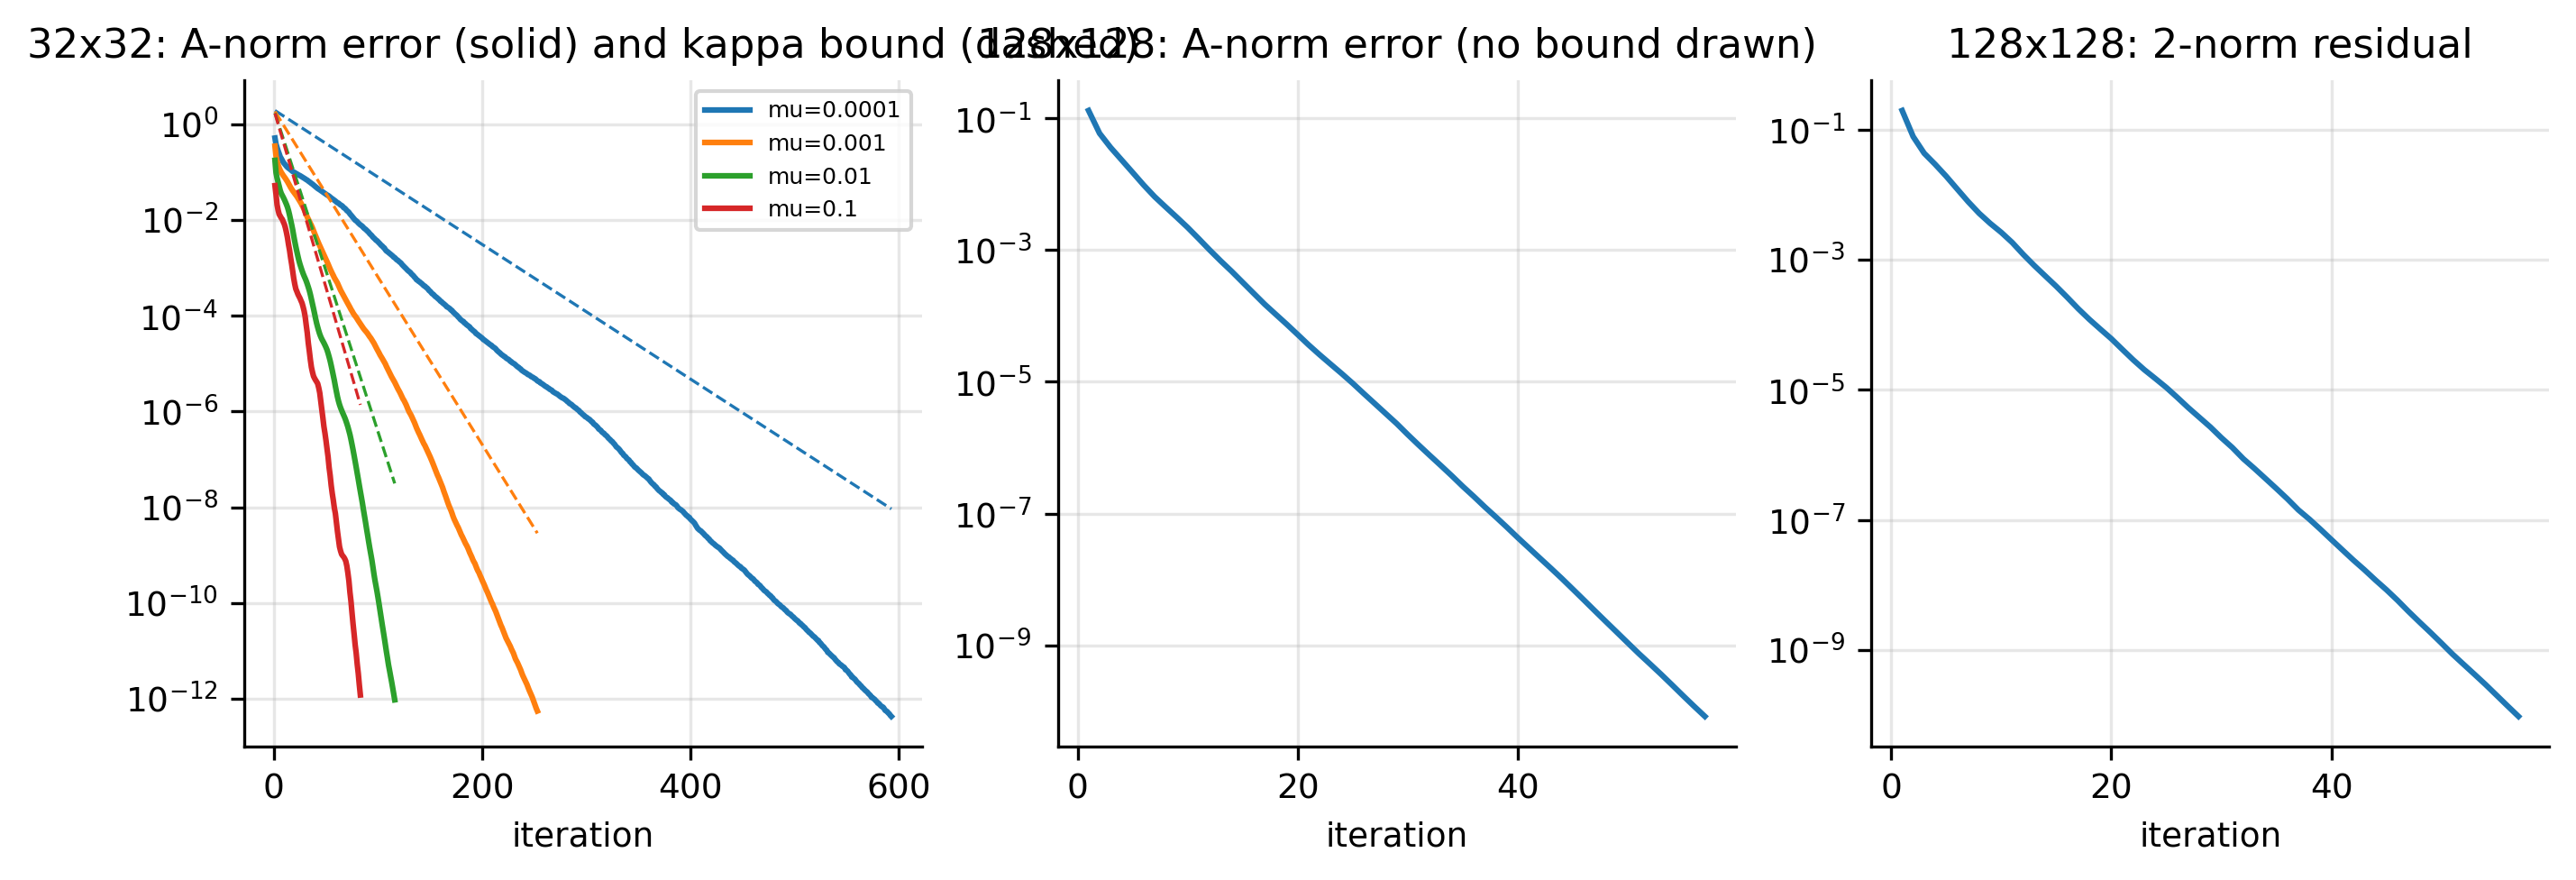 32x32: A-norm error (solid) and kappa bound (dashed)
128x128: A-norm error (no bound drawn)
128x128: 2-norm residual
10^0
10^-2
10^-4
10^-6
10^-8
10^-10
10^-12
mu=0.0001
mu=0.001
mu=0.01
mu=0.1
0 200 400 600
iteration
10^-1
10^-3
10^-5
10^-7
10^-9
0 20 40
iteration
10^-1
10^-3
10^-5
10^-7
10^-9
0 20 40
iteration